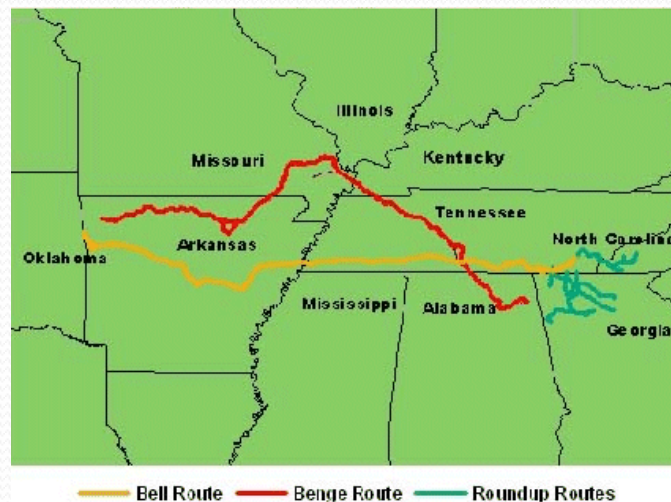 Illinois
Missouri
Kentucky
Tennessee
North Carolina
Arkansas
Oklahoma
Mississippi
Alabama
Georgia
Bell Route Benge Route Roundup Routes